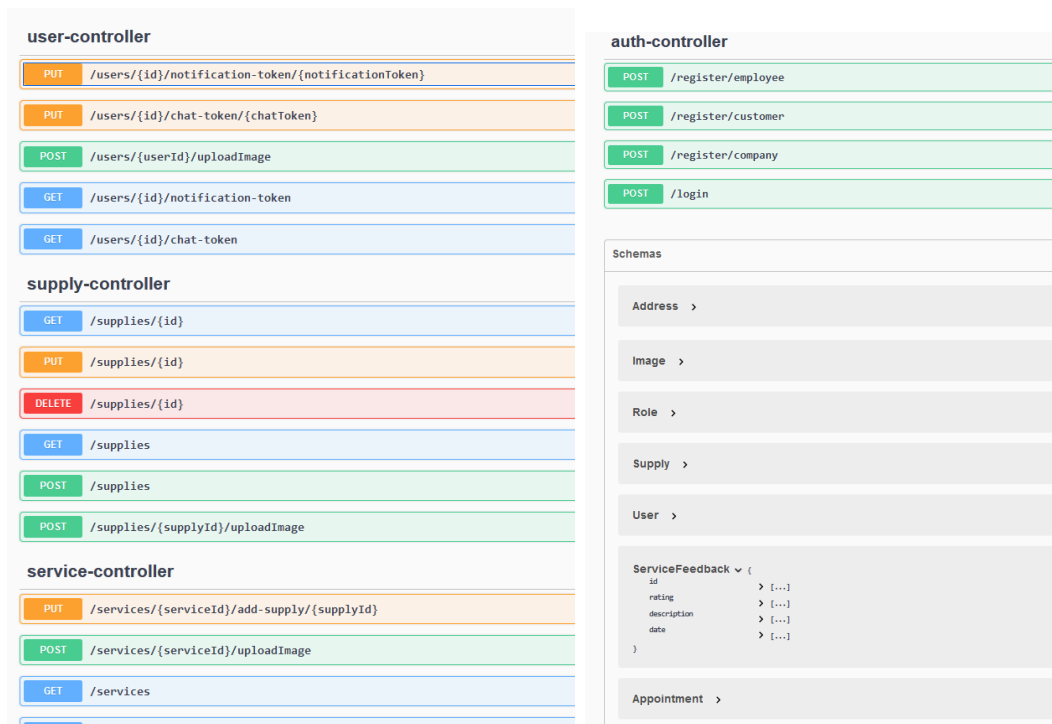 user-controller
PUT /users/{id}/notification-token/{notificationToken}
PUT /users/{id}/chat-token/{chatToken}
POST /users/{userId}/uploadImage
GET /users/{id}/notification-token
GET /users/{id}/chat-token
supply-controller
GET /supplies/{id}
PUT /supplies/{id}
DELETE /supplies/{id}
GET /supplies
POST /supplies
POST /supplies/{supplyId}/uploadImage
service-controller
PUT /services/{serviceId}/add-supply/{supplyId}
POST /services/{serviceId}/uploadImage
GET /services
auth-controller
POST /register/employee
POST /register/customer
POST /register/company
POST /login
Schemas
Address >
Image >
Role >
Supply >
User >
ServiceFeedback ⌄ {
id > [...]
rating > [...]
description > [...]
date > [...]
}
Appointment >